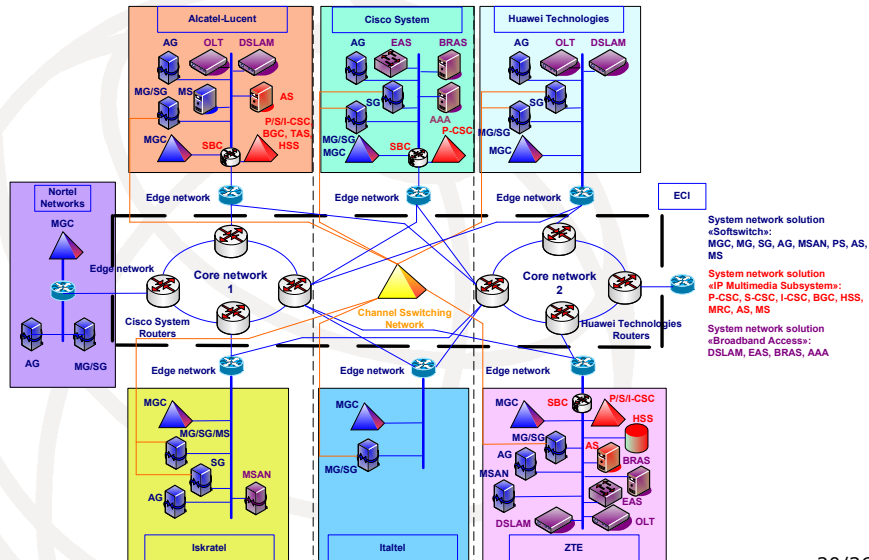 Alcatel-Lucent
AG
OLT
DSLAM
MG/SG
MS
AS
P/S/I-CSC,
BGC, TAS,
HSS
MGC
SBC
Cisco System
AG
EAS
BRAS
SG
AAA
P-CSC
MG/SG
MGC
SBC
Huawei Technologies
AG
OLT
DSLAM
SG
MG/SG
MGC
Nortel
Networks
MGC
Edge network
AG
MG/SG
Edge network
Edge network
Edge network
ECI
Core network
1
Cisco System
Routers
Channel Sswitching
Network
Core network
2
Huawei Technologies
Routers
System network solution
«Softswitch»:
MGC, MG, SG, AG, MSAN, PS, AS,
MS
System network solution
«IP Multimedia Subsystem»:
P-CSC, S-CSC, I-CSC, BGC, HSS,
MRC, AS, MS
System network solution
«Broadband Access»:
DSLAM, EAS, BRAS, AAA
Edge network
Edge network
Edge network
MGC
MG/SG/MS
SG
MSAN
AG
Iskratel
MGC
MG/SG
Italtel
SBC
P/S/I-CSC
MGC
HSS
MG/SG
AS
AG
BRAS
MSAN
EAS
DSLAM
OLT
ZTE